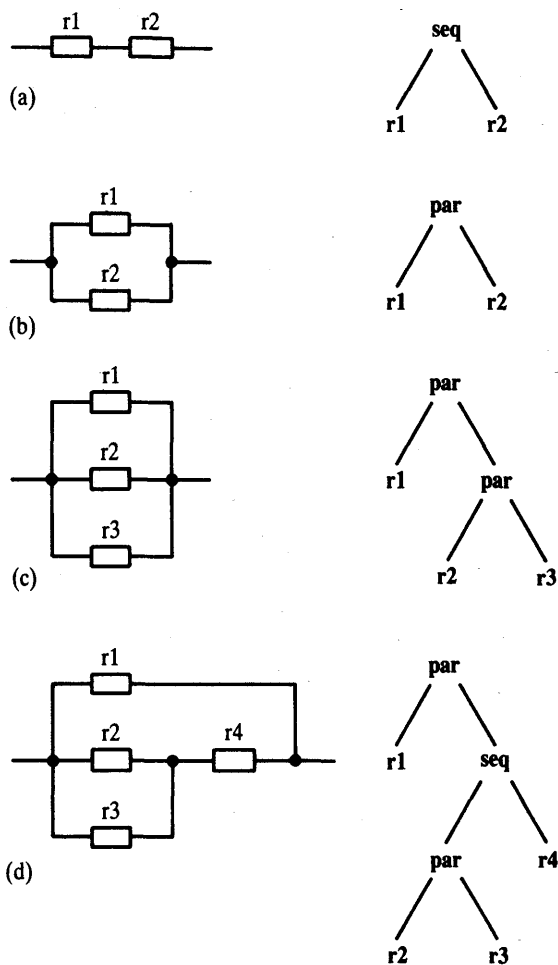 r1 r2 seq
(a) r1 r2
r1 par
r2 r1 r2
(b)
r1 par
r2 r1 par
r3 r2 r3
(c)
r1 par
r2 r4 r1 seq
r3 par r4
(d) r2 r3